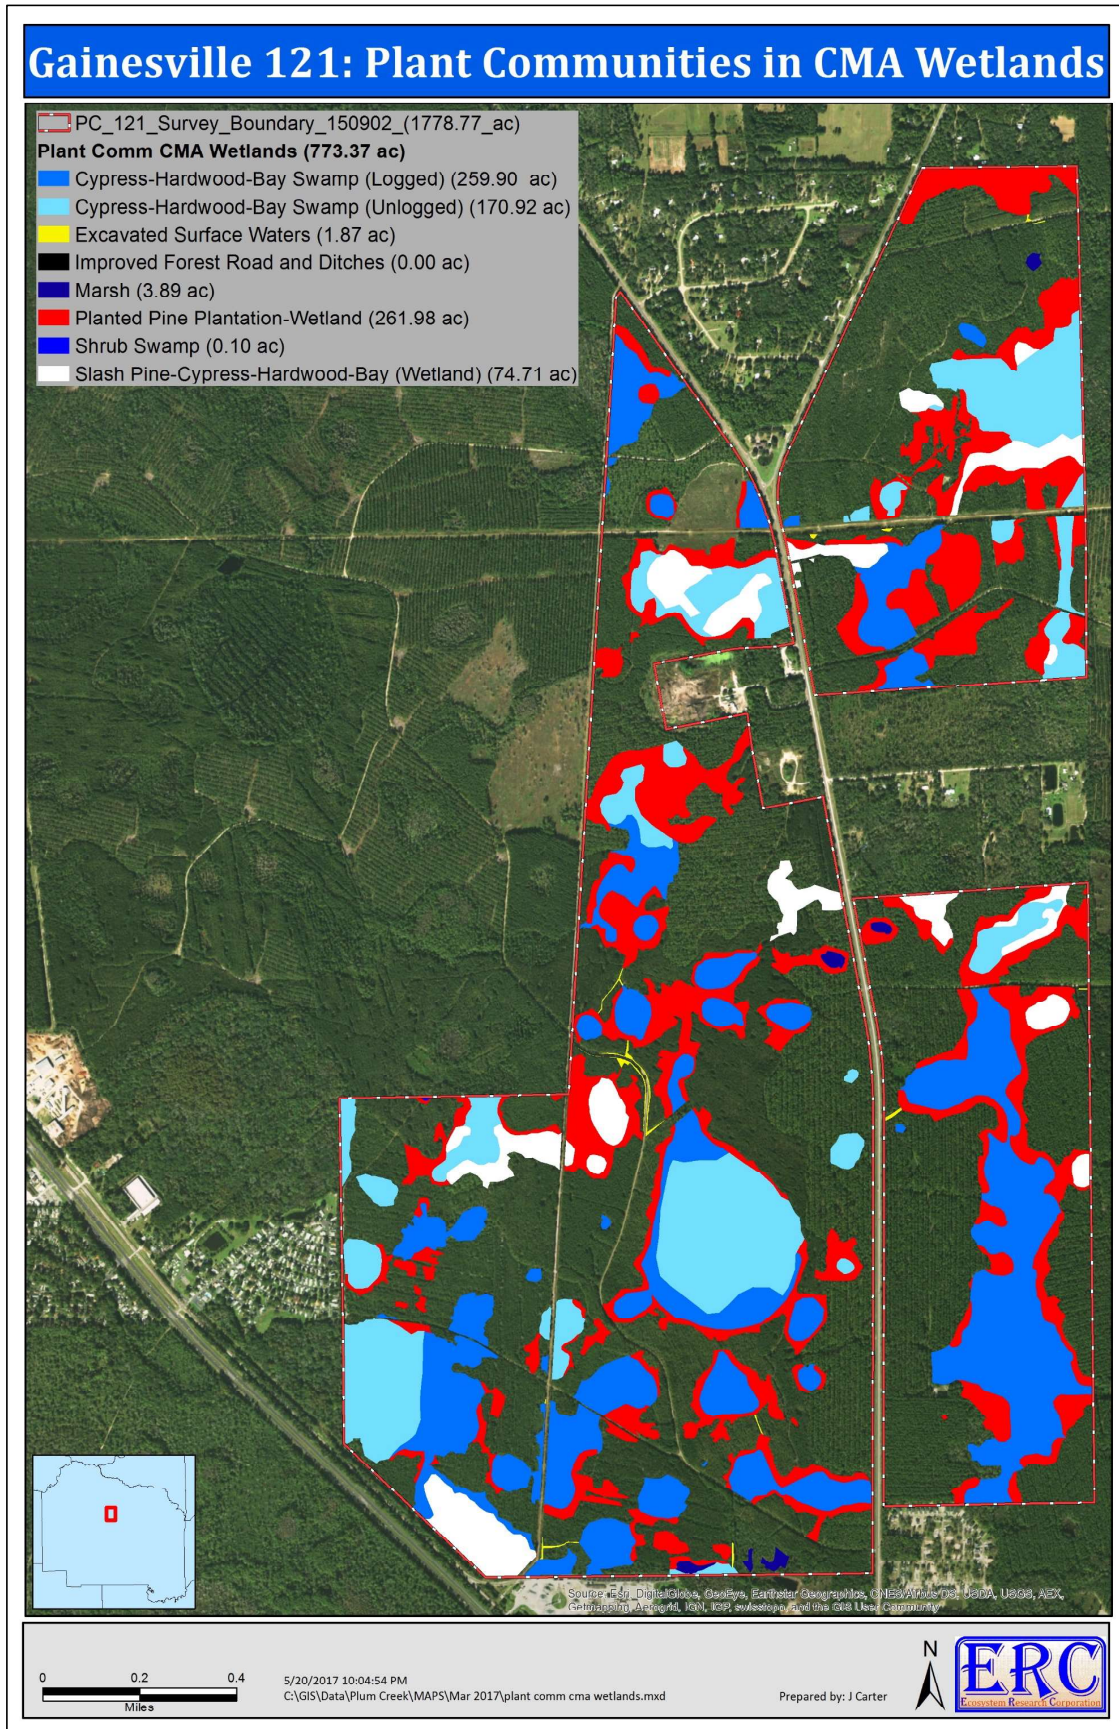 Gainesville 121: Plant Communities in CMA Wetlands
PC_121_Survey_Boundary_150902_(1778.77_ac)
Plant Comm CMA Wetlands (773.37 ac)
Cypress-Hardwood-Bay Swamp (Logged) (259.90 ac)
Cypress-Hardwood-Bay Swamp (Unlogged) (170.92 ac)
Excavated Surface Waters (1.87 ac)
Improved Forest Road and Ditches (0.00 ac)
Marsh (3.89 ac)
Planted Pine Plantation-Wetland (261.98 ac)
Shrub Swamp (0.10 ac)
Slash Pine-Cypress-Hardwood-Bay (Wetland) (74.71 ac)
Source: Esri, DigitalGlobe, GeoEye, Earthstar Geographics, CNES/Airbus DS, USDA, USGS, AEX,
Getmapping, Aerogrid, IGN, IGP, swisstopo, and the GIS User Community
0 0.2 0.4
Miles
5/20/2017 10:04:54 PM
C:\GIS\Data\Plum Creek\MAPS\Mar 2017\plant comm cma wetlands.mxd
Prepared by: J Carter
N
ERC
Ecosystem Research Corporation